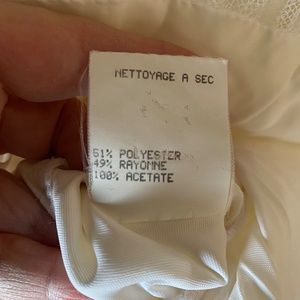 NETTOYAGE A SEC
51% POLYESTER
49% RAYONNE
100% ACETATE